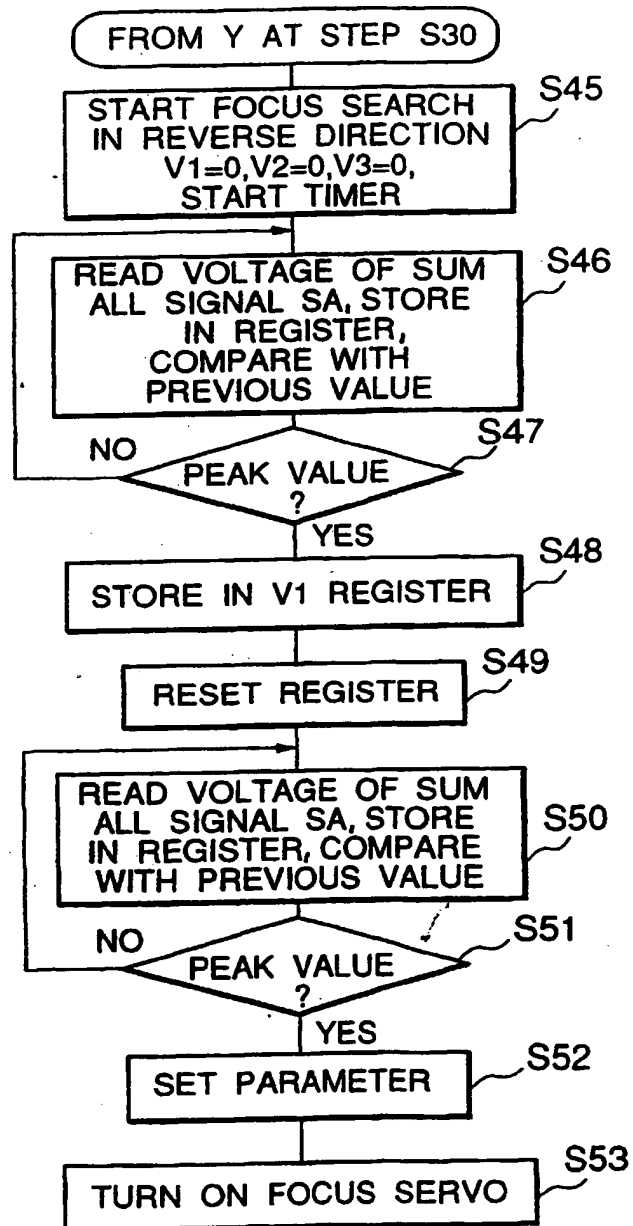 FROM Y AT STEP S30
S45
START FOCUS SEARCH
IN REVERSE DIRECTION
V1=0,V2=0,V3=0,
START TIMER
S46
READ VOLTAGE OF SUM
ALL SIGNAL SA, STORE
IN REGISTER,
COMPARE WITH
PREVIOUS VALUE
NO
S47
PEAK VALUE
?
YES
S48
STORE IN V1 REGISTER
S49
RESET REGISTER
READ VOLTAGE OF SUM
ALL SIGNAL SA, STORE
IN REGISTER, COMPARE
WITH PREVIOUS VALUE
S50
NO
S51
PEAK VALUE
?
YES
S52
SET PARAMETER
S53
TURN ON FOCUS SERVO